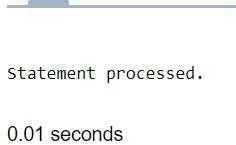 Statement processed.
0.01 seconds